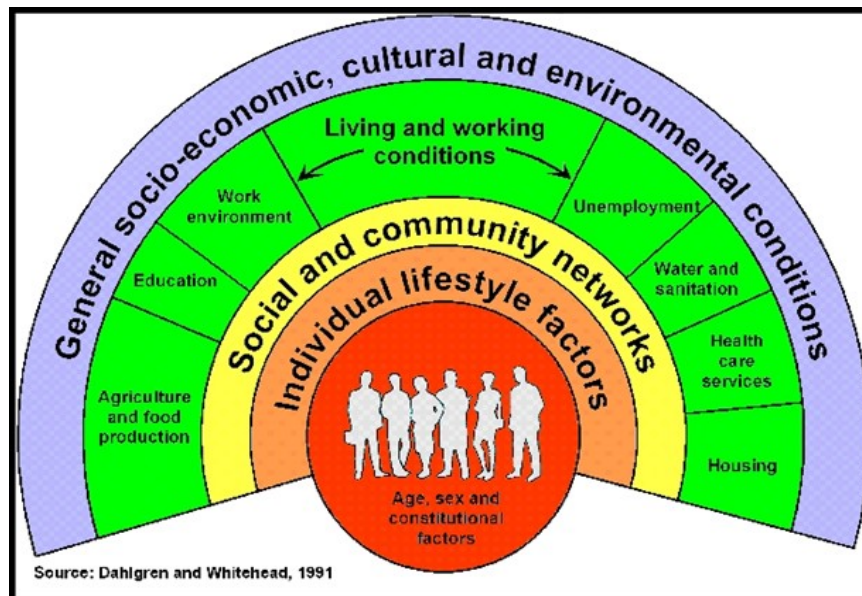 General socio-economic, cultural and environmental conditions
Living and working
conditions
Work
environment
Unemployment
Education
Water and
sanitation
Agriculture
and food
production
Health
care
services
Housing
Social and community networks
Individual lifestyle factors
Age, sex and
constitutional
factors
Source: Dahlgren and Whitehead, 1991